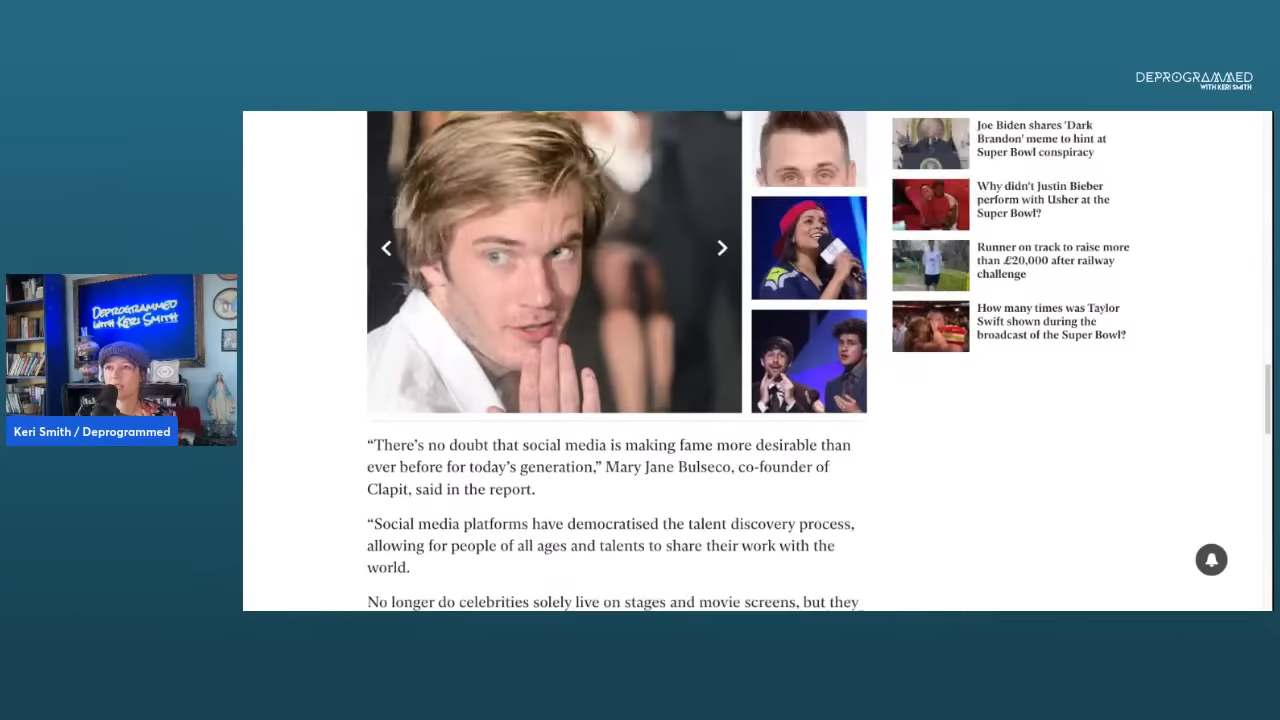 DEPROGRAMMED
WITH KERI SMITH
Joe Biden shares 'Dark
Brandon' meme to hint at
Super Bowl conspiracy
Why didn't Justin Bieber
perform with Usher at the
Super Bowl?
Runner on track to raise more
than £20,000 after railway
challenge
How many times was Taylor
Swift shown during the
broadcast of the Super Bowl?
DEPROGRAMMED
WITH KERI SMITH
Keri Smith / Deprogrammed
“There’s no doubt that social media is making fame more desirable than
ever before for today’s generation,” Mary Jane Bulseco, co-founder of
Clapit, said in the report.
“Social media platforms have democratised the talent discovery process,
allowing for people of all ages and talents to share their work with the
world.
No longer do celebrities solely live on stages and movie screens, but they